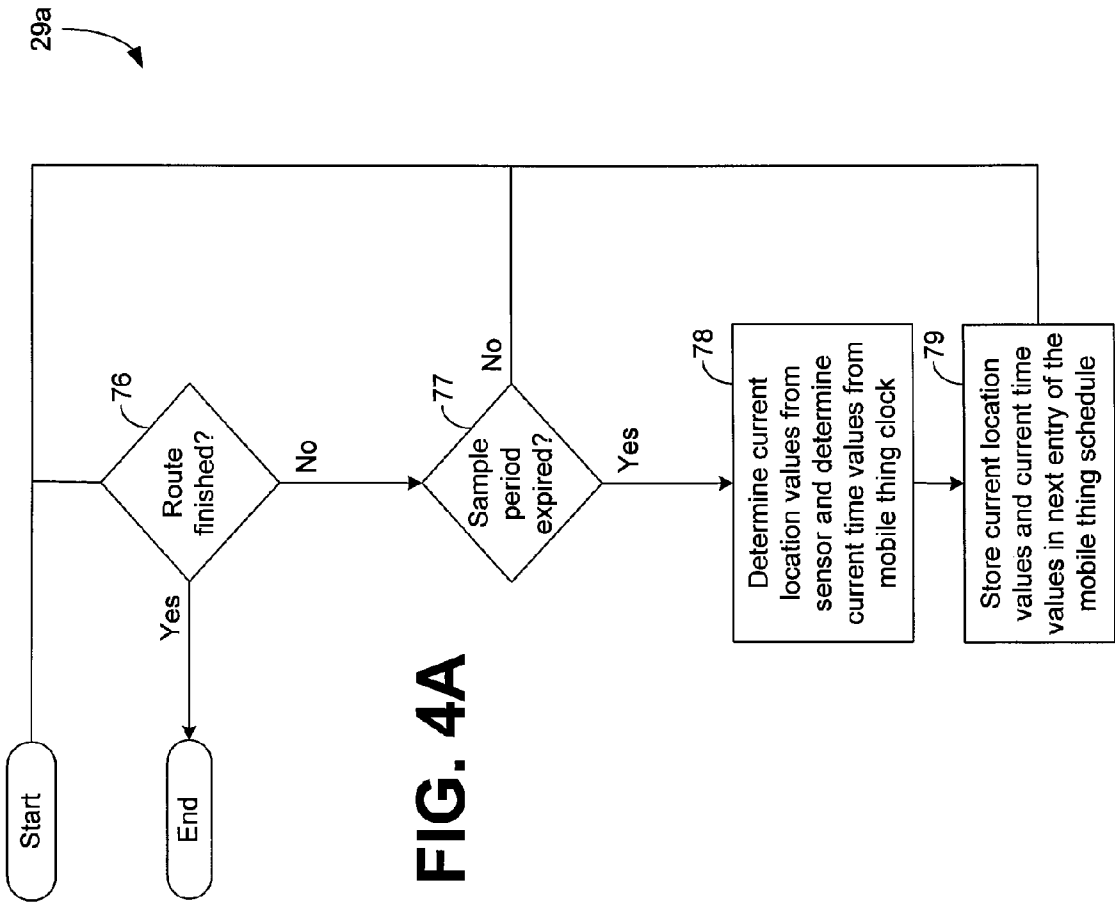 29a
Start
76
Route
finished?
Yes
End
No
77
Sample
period
expired?
No
Yes
78
Determine current
location values from
sensor and determine
current time values from
mobile thing clock
79
Store current location
values and current time
values in next entry of the
mobile thing schedule
FIG. 4A